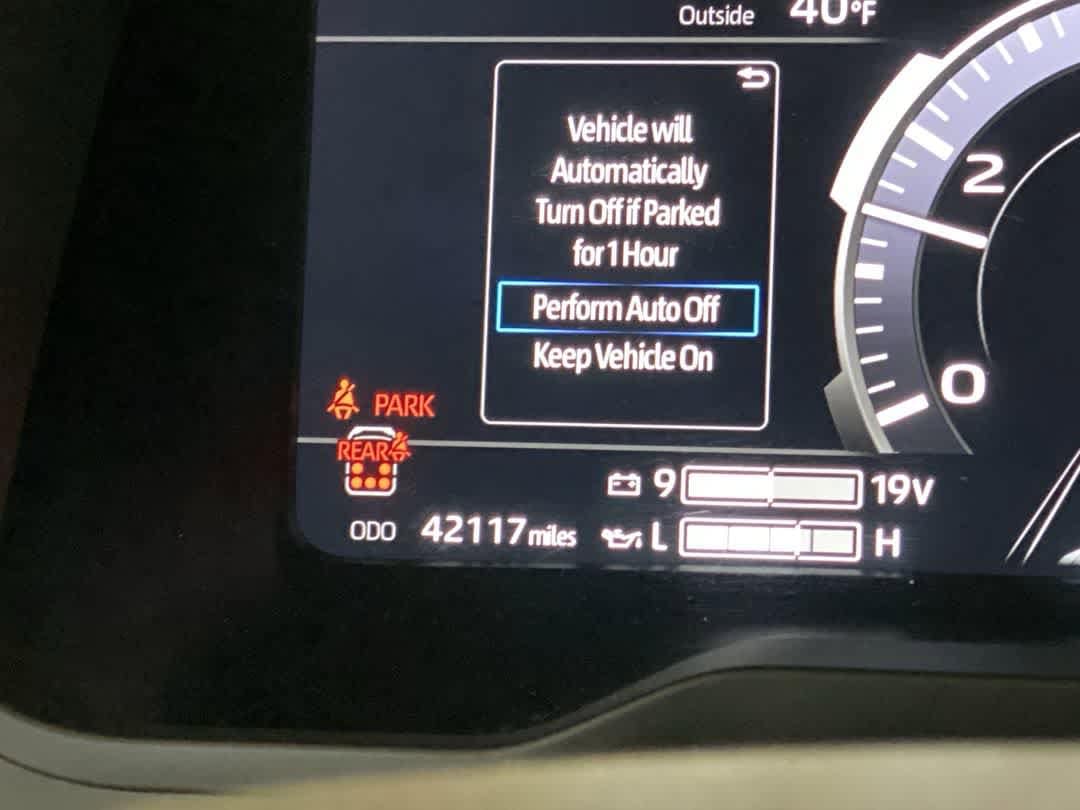 Outside 40°F
Vehicle will
Automatically
Turn Off if Parked
for 1 Hour
Perform Auto Off
Keep Vehicle On
2
0
PARK
REAR
9 19V
ODO 42117 miles L H